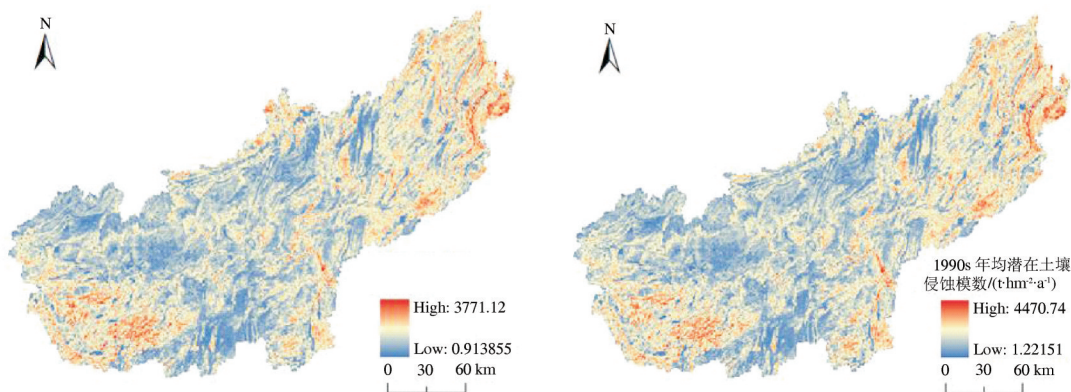 N
High: 3771.12
Low: 0.913855
0 30 60 km
N
1990s 年均潜在土壤
侵蚀模数/(t·hm⁻²·a⁻¹)
High: 4470.74
Low: 1.22151
0 30 60 km